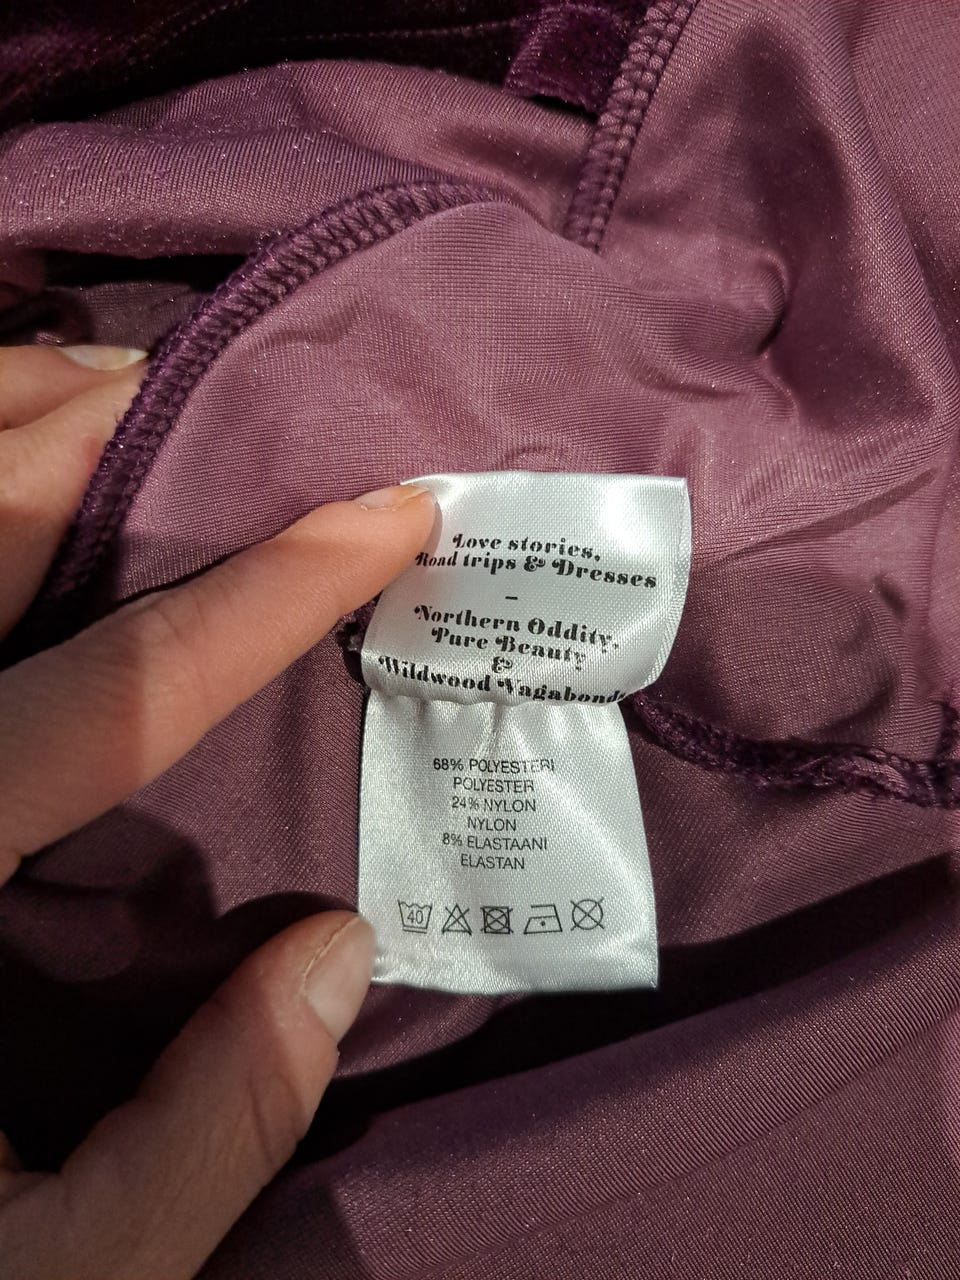 Love stories,
Road trips & Dresses
–
Northern Oddity,
Pure Beauty
&
Wildwood Vagabonds
68% POLYESTERI
POLYESTER
24% NYLON
NYLON
8% ELASTAANI
ELASTAN
40